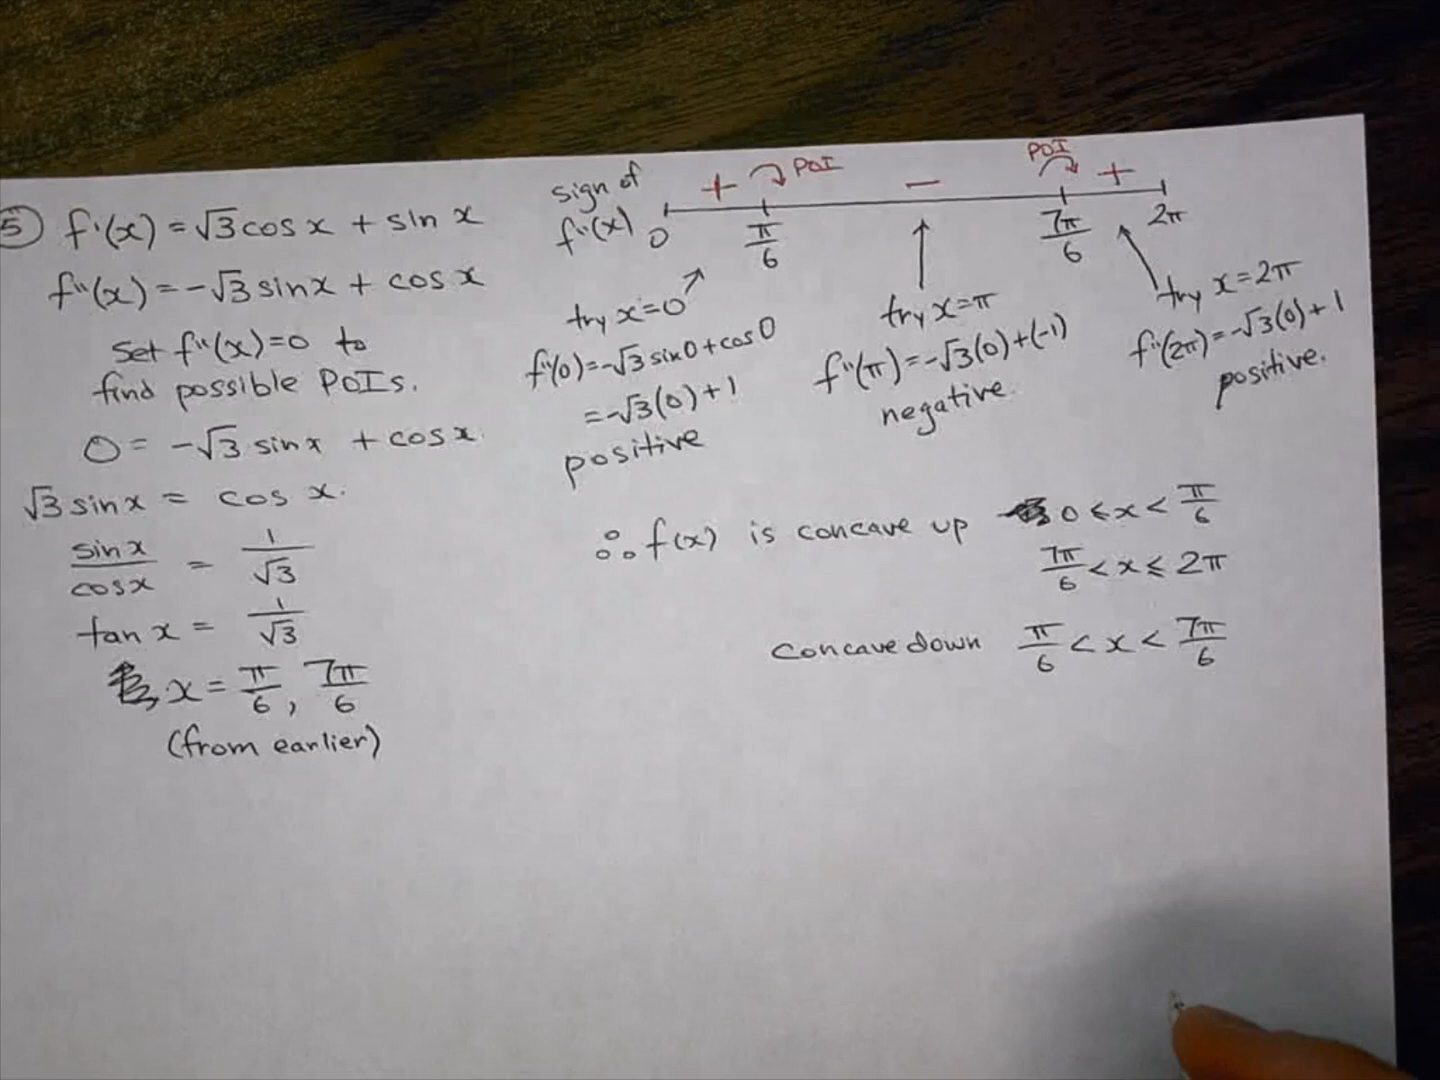 ⑤ f'(x) = √3 cos x + sin x
f''(x) = -√3 sin x + cos x
Set f''(x) = 0 to
find possible POIs.
0 = -√3 sin x + cos x.
√3 sin x = cos x.
sin x / cos x = 1/√3
tan x = 1/√3
x = π/6, 7π/6
(from earlier)
sign of
f''(x)
+ POI − POI +
0 π/6 7π/6 2π
try x = 0
f''(0) = -√3 sin 0 + cos 0
= -√3(0) + 1
positive
try x = π
f''(π) = -√3(0) + (-1)
negative.
try x = 2π
f''(2π) = -√3(0) + 1
positive.
∴ f(x) is concave up 0 ≤ x < π/6
7π/6 < x ≤ 2π
concave down π/6 < x < 7π/6